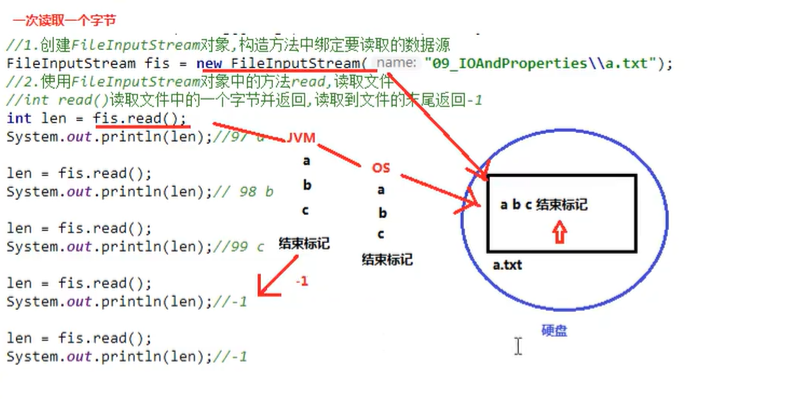 一次读取一个字节
//1.创建FileInputStream对象,构造方法中绑定要读取的数据源
FileInputStream fis = new FileInputStream( name: "09_IOAndProperties\\a.txt");
//2.使用FileInputStream对象中的方法read,读取文件
//int read()读取文件中的一个字节并返回,读取到文件的末尾返回-1
int len = fis.read();
System.out.println(len);//97 a
len = fis.read();
System.out.println(len);// 98 b
len = fis.read();
System.out.println(len);//99 c
len = fis.read();
System.out.println(len);//-1
len = fis.read();
System.out.println(len);//-1
JVM
a
b
c
结束标记
-1
OS
a
b
c
结束标记
a b c 结束标记
a.txt
硬盘